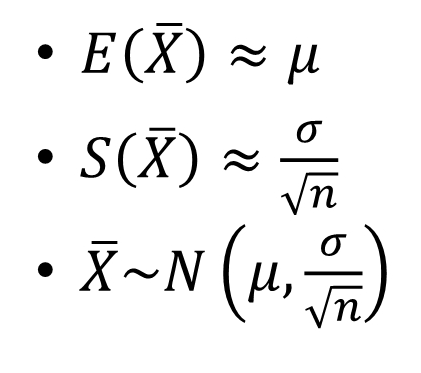 • E(X̄) ≈ μ
• S(X̄) ≈ σ/√n
• X̄~N(μ, σ/√n)